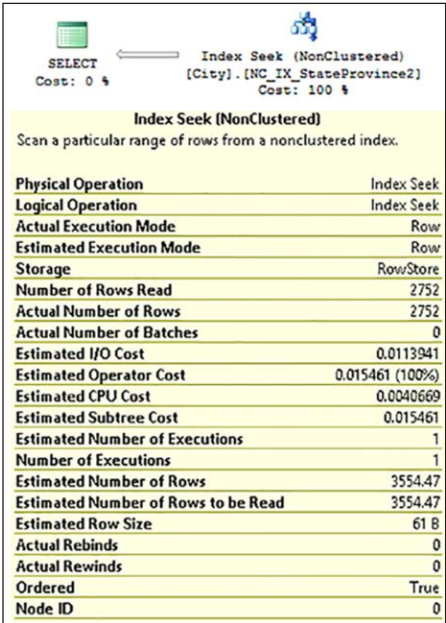 SELECT
Cost: 0 %
Index Seek (NonClustered)
[City].[NC_IX_StateProvince2]
Cost: 100 %
Index Seek (NonClustered)
Scan a particular range of rows from a nonclustered index.
Physical Operation Index Seek
Logical Operation Index Seek
Actual Execution Mode Row
Estimated Execution Mode Row
Storage RowStore
Number of Rows Read 2752
Actual Number of Rows 2752
Actual Number of Batches 0
Estimated I/O Cost 0.0113941
Estimated Operator Cost 0.015461 (100%)
Estimated CPU Cost 0.0040669
Estimated Subtree Cost 0.015461
Estimated Number of Executions 1
Number of Executions 1
Estimated Number of Rows 3554.47
Estimated Number of Rows to be Read 3554.47
Estimated Row Size 61 B
Actual Rebinds 0
Actual Rewinds 0
Ordered True
Node ID 0